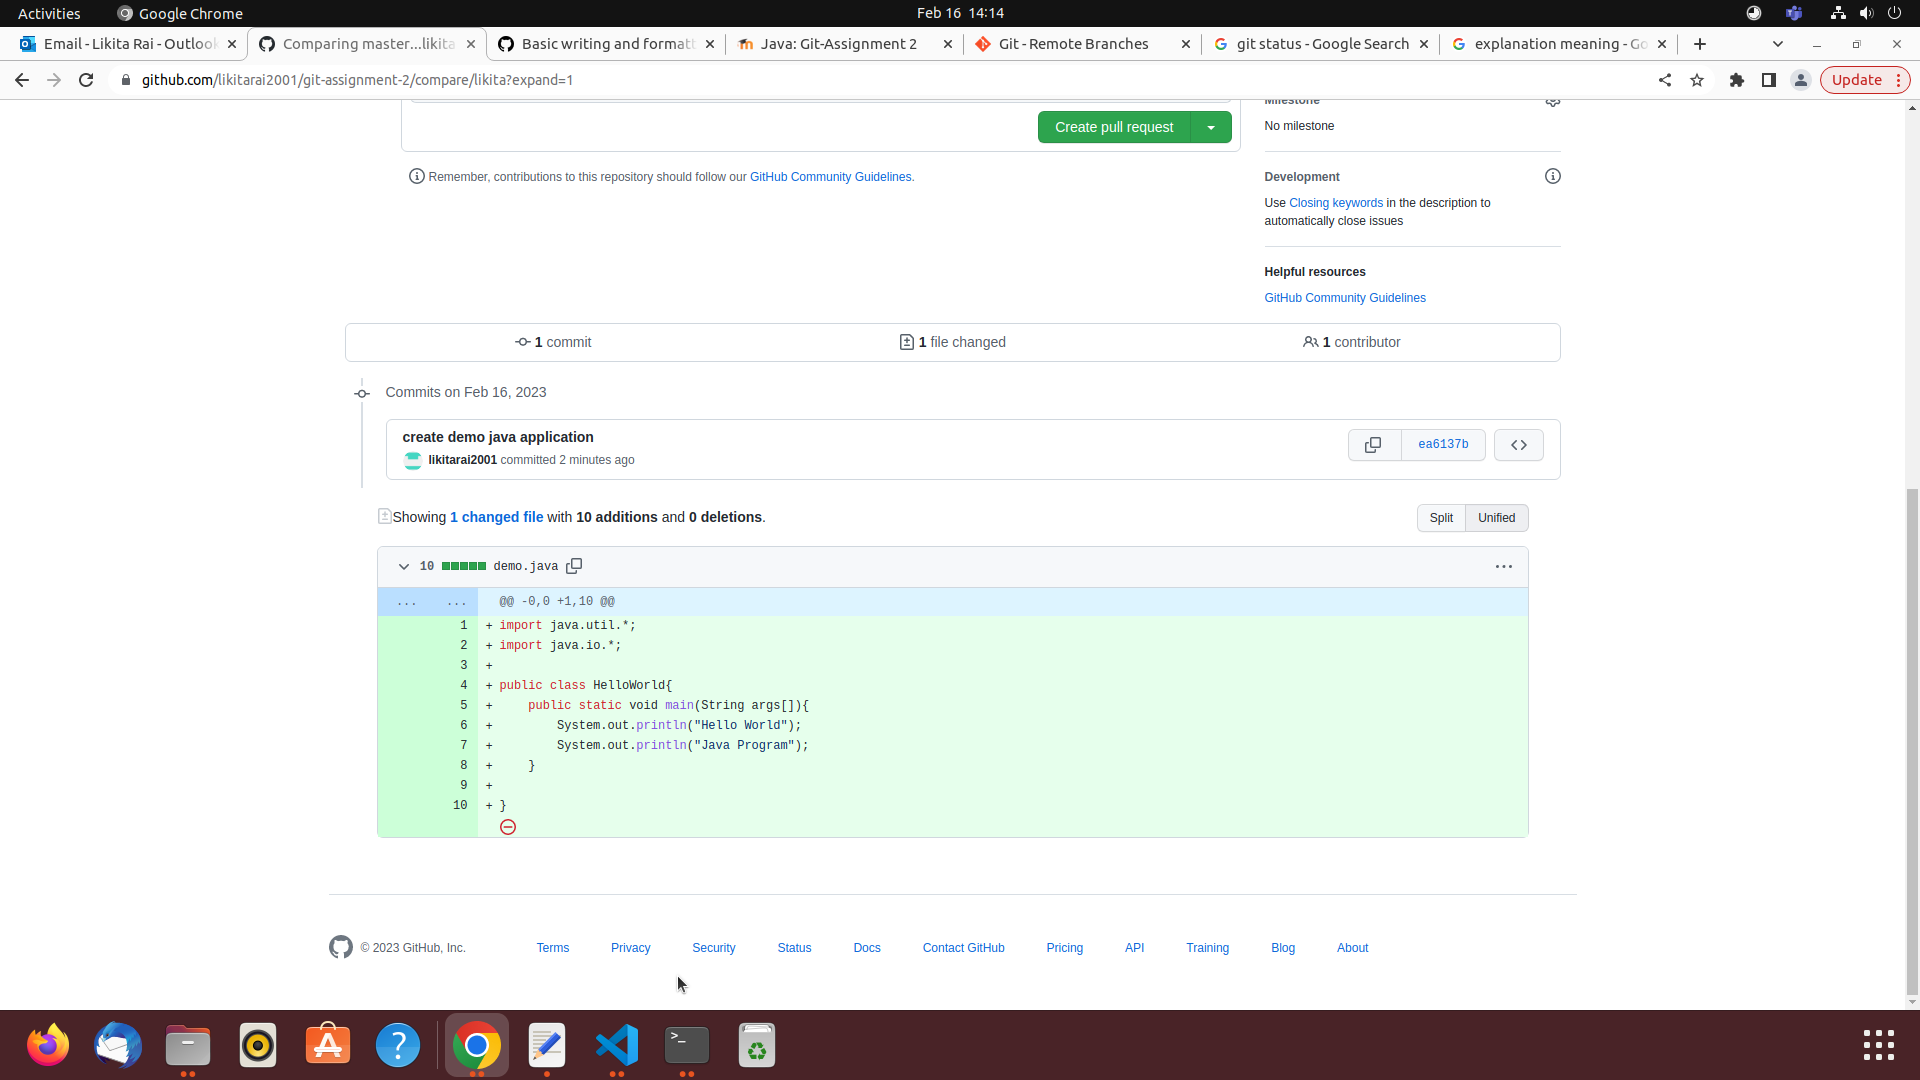 Activities
Google Chrome
Feb 16 14:14
Email - Likita Rai - Outlook
Comparing master...likita
Basic writing and formatt
Java: Git-Assignment 2
Git - Remote Branches
git status - Google Search
explanation meaning - Go
github.com/likitarai2001/git-assignment-2/compare/likita?expand=1
Update
Create pull request
Milestone
No milestone
Remember, contributions to this repository should follow our GitHub Community Guidelines.
Development
Use Closing keywords in the description to
automatically close issues
Helpful resources
GitHub Community Guidelines
1 commit
1 file changed
1 contributor
Commits on Feb 16, 2023
create demo java application
likitarai2001 committed 2 minutes ago
ea6137b
Showing 1 changed file with 10 additions and 0 deletions.
Split
Unified
10 demo.java
... ... @@ -0,0 +1,10 @@
1 + import java.util.*;
2 + import java.io.*;
3 +
4 + public class HelloWorld{
5 + public static void main(String args[]){
6 + System.out.println("Hello World");
7 + System.out.println("Java Program");
8 + }
9 +
10 + }
© 2023 GitHub, Inc.
Terms
Privacy
Security
Status
Docs
Contact GitHub
Pricing
API
Training
Blog
About